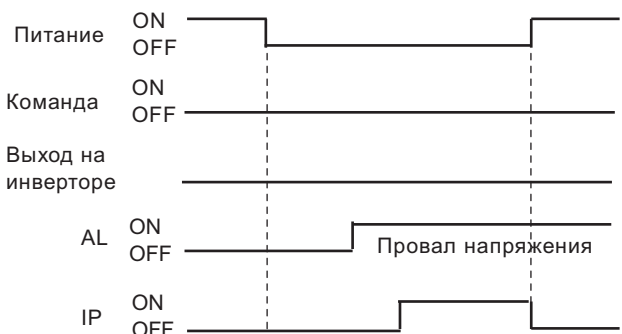 Питание
ON
OFF
Команда
ON
OFF
Выход на
инверторе
AL
ON
OFF
Провал напряжения
IP
ON
OFF